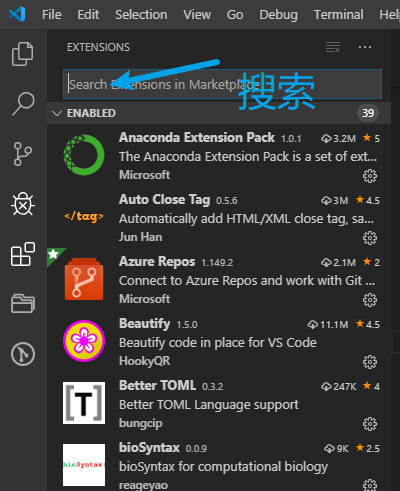 File Edit Selection View Go Debug Terminal Help
EXTENSIONS
Search Extensions in Marketplace
搜索
ENABLED 39
Anaconda Extension Pack 1.0.1 3.2M 5
The Anaconda Extension Pack is a set of ext...
Microsoft
</tag> Auto Close Tag 0.5.6 3M 4.5
Automatically add HTML/XML close tag, sa...
Jun Han
Azure Repos 1.149.2 2.1M 2
Connect to Azure Repos and work with Git ...
Microsoft
Beautify 1.5.0 11.1M 4.5
Beautify code in place for VS Code
HookyQR
[T] Better TOML 0.3.2 247K 4
Better TOML Language support
bungcip
bioSyntax bioSyntax 0.0.9 9K 2.5
bioSyntax for computational biology
reageyao